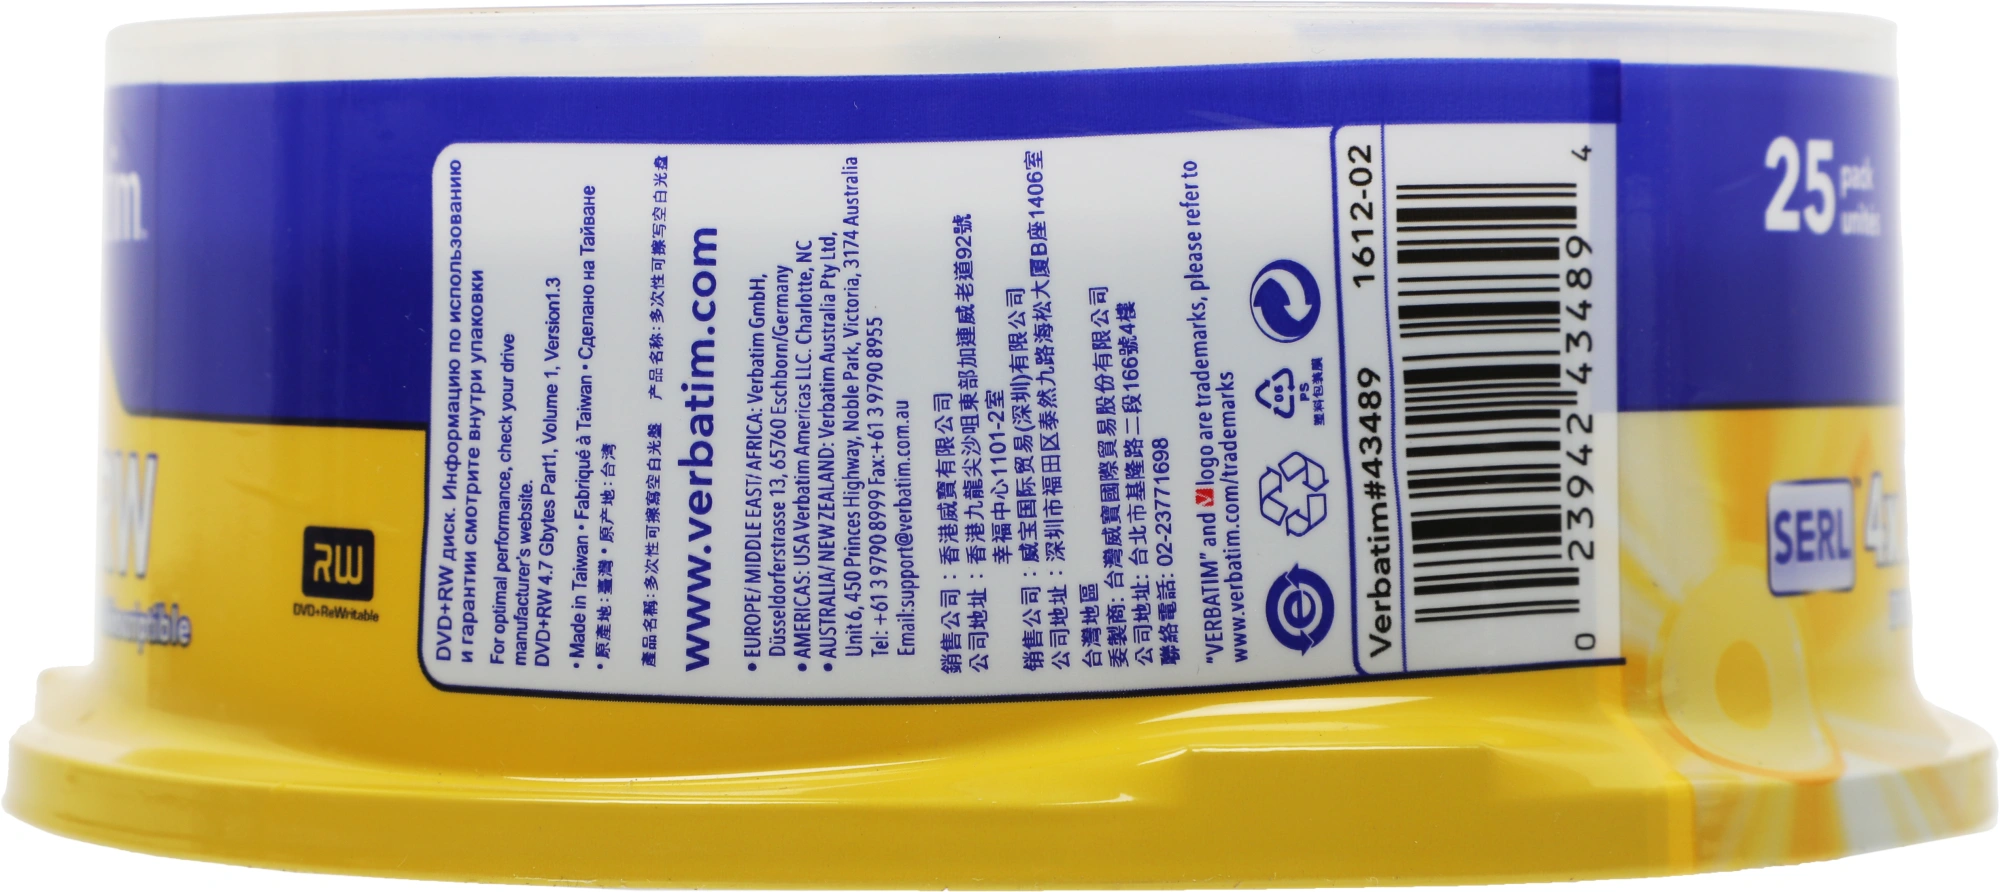 DVD+RW диск. Информацию по использованию
и гарантии смотрите внутри упаковки
For optimal performance, check your drive
manufacturer's website.
DVD+RW 4.7 Gbytes Part1, Volume 1, Version1.3
• Made in Taiwan • Fabriqué à Taiwan • Сделано на Тайване
• 原產地:臺灣 • 原产地:台湾
產品名稱:多次性可擦寫空白光盤 产品名称:多次性可擦写空白光盘
www.verbatim.com
• EUROPE/ MIDDLE EAST/ AFRICA: Verbatim GmbH,
Düsseldorferstrasse 13, 65760 Eschborn/Germany
• AMERICAS: USA Verbatim Americas LLC. Charlotte, NC
• AUSTRALIA/ NEW ZEALAND: Verbatim Australia Pty Ltd,
Unit 6, 450 Princes Highway, Noble Park, Victoria, 3174 Australia
Tel: +61 3 9790 8999 Fax:+61 3 9790 8955
Email:support@verbatim.com.au
銷售公司:香港威寶有限公司
公司地址:香港九龍尖沙咀東部加連威老道92號
幸福中心1101-2室
销售公司:威宝国际贸易(深圳)有限公司
公司地址:深圳市福田区泰然九路海松大厦B座1406室
台灣地區
委製商:台灣威寶國際貿易股份有限公司
公司地址:台北市基隆路二段166號4樓
聯絡電話:02-23771698
"VERBATIM" and logo are trademarks, please refer to
www.verbatim.com/trademarks
e
06
PS
塑料包装膜
Verbatim#43489 1612-02
0 23942 43489 4
im.
RW
RW
DVD+ReWritable
25 pack
unités
SERL™ 4x